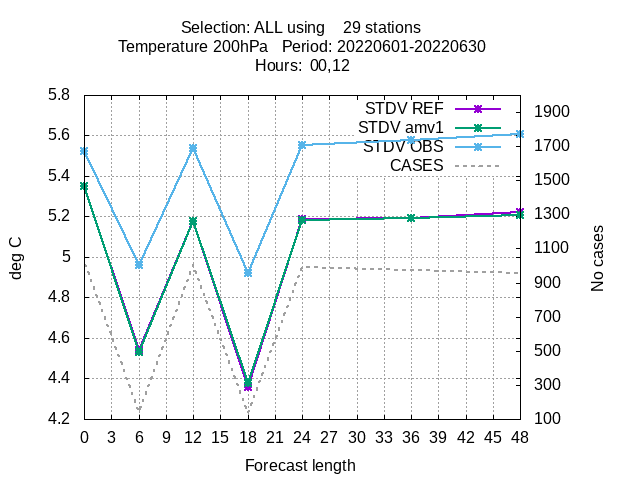 Selection: ALL using    29 stations
Temperature 200hPa   Period: 20220601-20220630
Hours:  00,12
STDV REF
STDV amv1
STDV OBS
CASES
5.8
5.6
5.4
5.2
5
4.8
4.6
4.4
4.2
deg C
1900
1700
1500
1300
1100
900
700
500
300
100
No cases
0 3 6 9 12 15 18 21 24 27 30 33 36 39 42 45 48
Forecast length